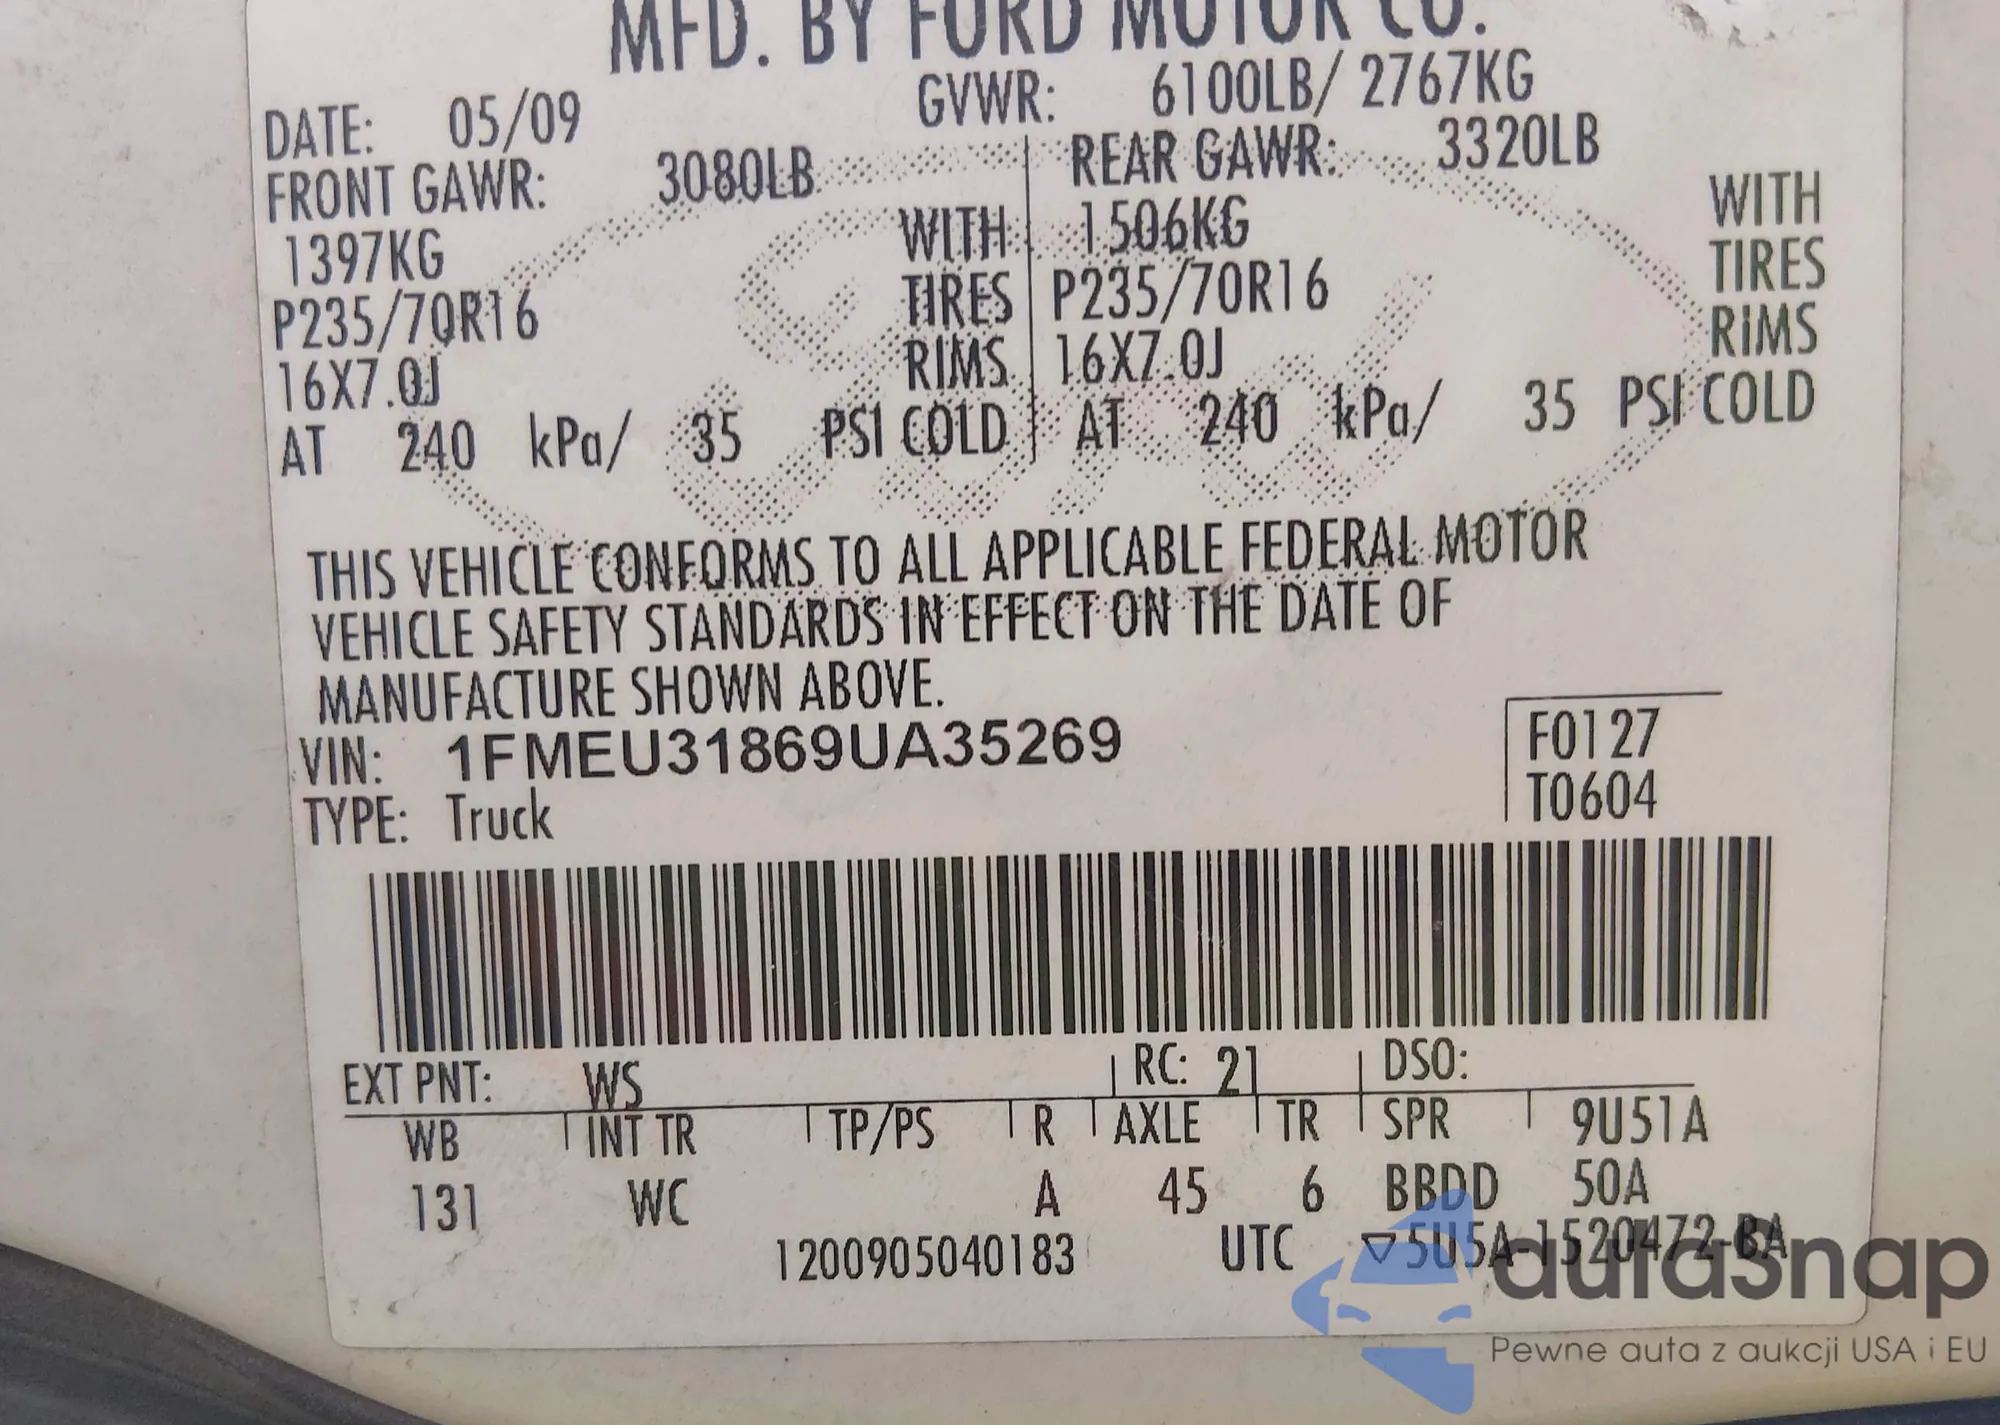 MFD. BY FORD MOTOR CO.
DATE: 05/09 GVWR: 6100LB/ 2767KG
FRONT GAWR: 3080LB REAR GAWR: 3320LB
1397KG WITH 1506KG WITH
P235/70R16 TIRES P235/70R16 TIRES
16X7.0J RIMS 16X7.0J RIMS
AT 240 kPa/ 35 PSI COLD AT 240 kPa/ 35 PSI COLD
THIS VEHICLE CONFORMS TO ALL APPLICABLE FEDERAL MOTOR
VEHICLE SAFETY STANDARDS IN EFFECT ON THE DATE OF
MANUFACTURE SHOWN ABOVE.
VIN: 1FMEU31869UA35269 F0127
TYPE: Truck T0604
EXT PNT: WS RC: 21 DSO:
WB INT TR TP/PS R AXLE TR SPR 9U51A
131 WC A 45 6 BBDD 50A
1200905040183 UTC ▽5U5A-1520472-BA
autaSnap
Pewne auta z aukcji USA i EU